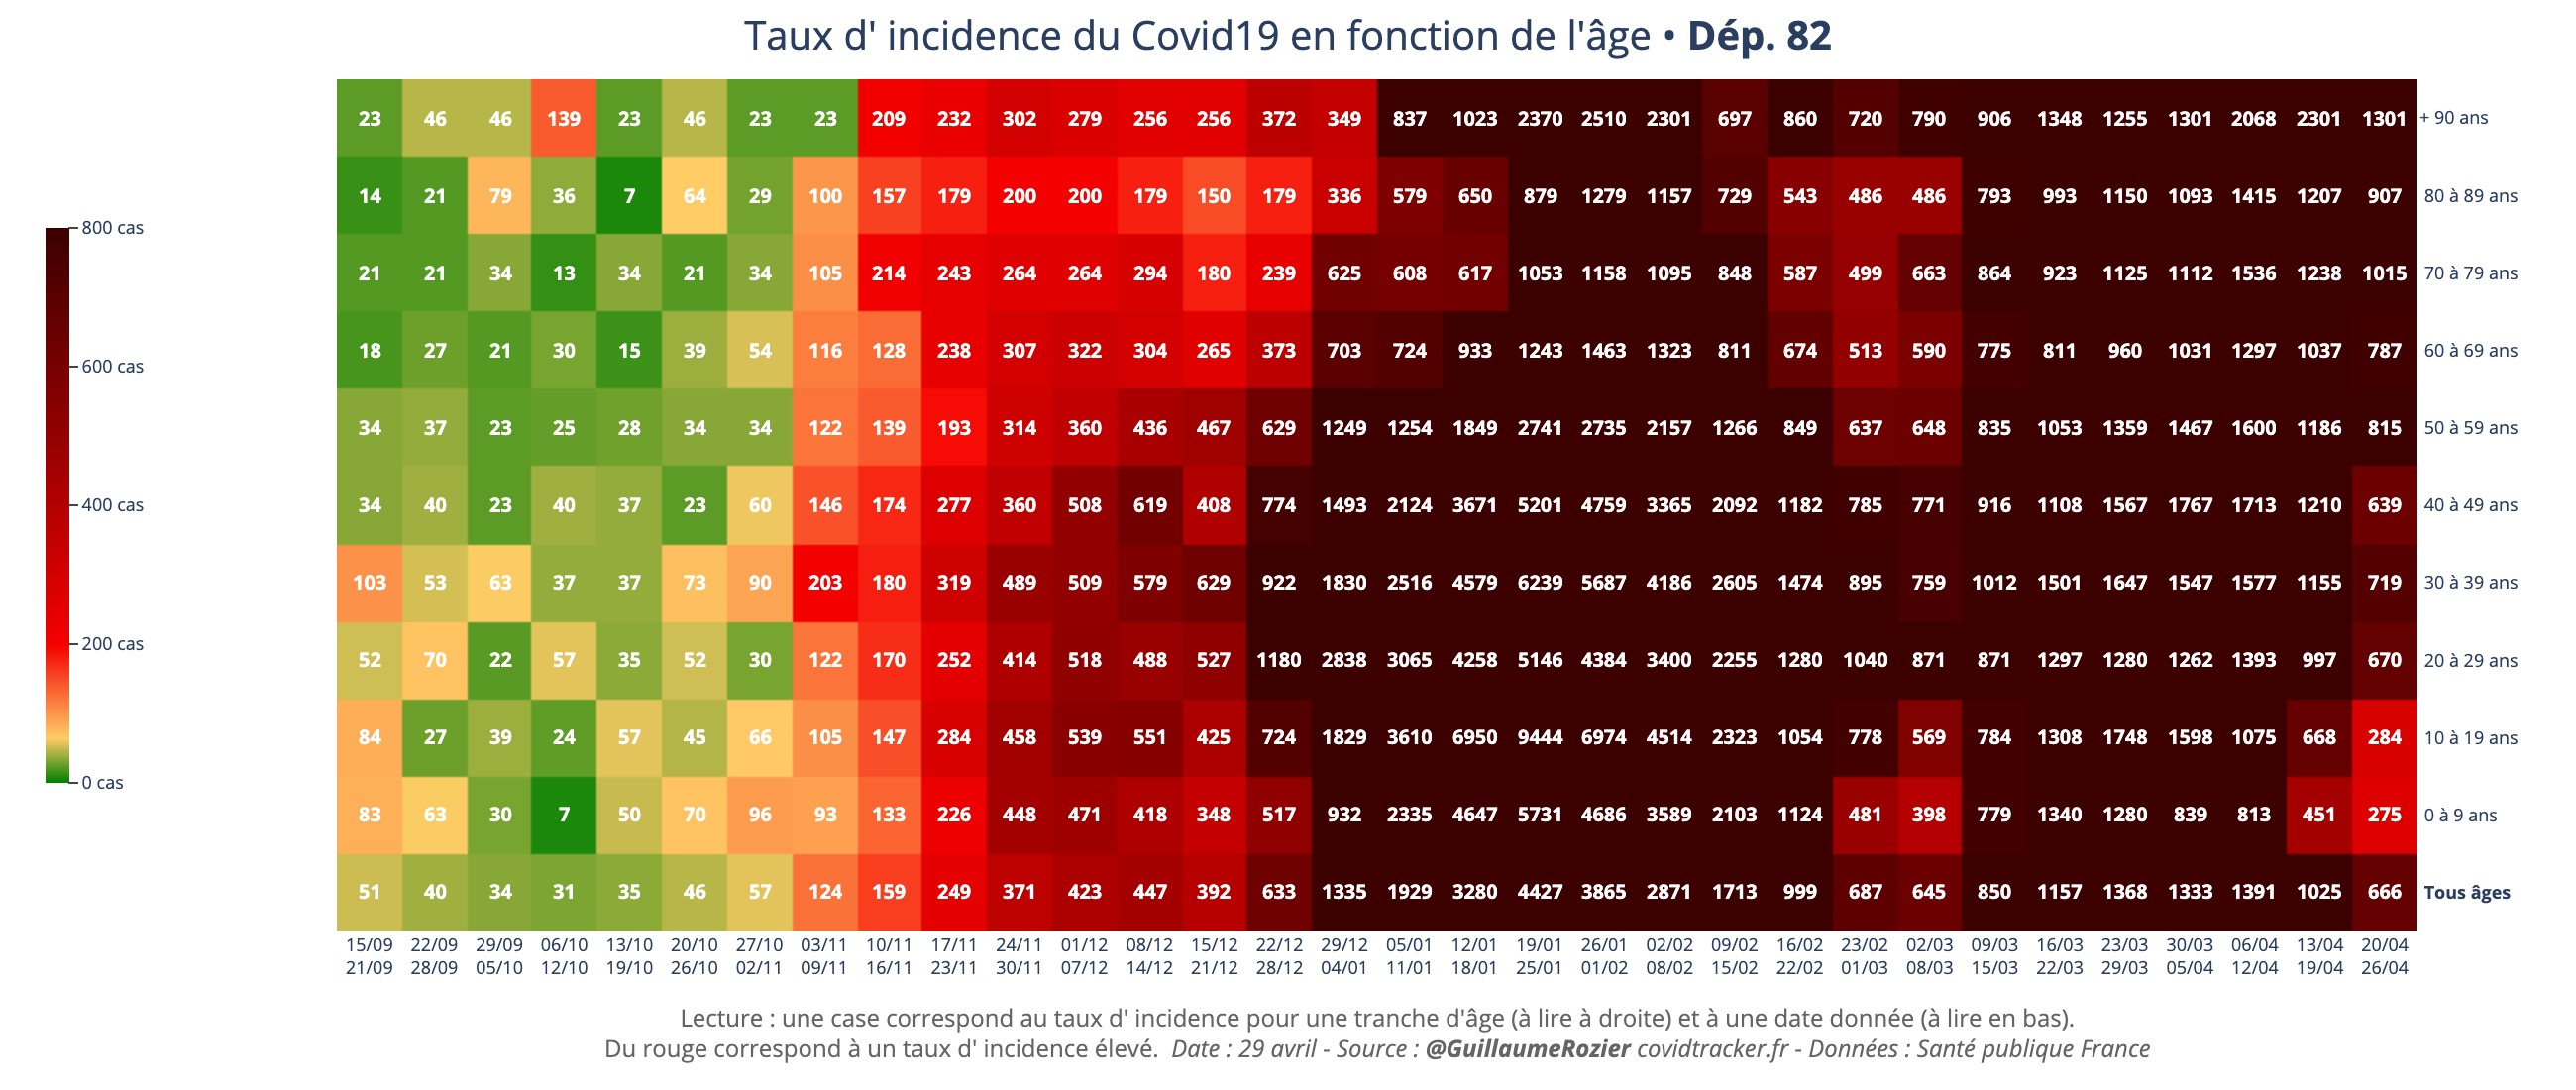 Taux d' incidence du Covid19 en fonction de l'âge • Dép. 82
23 46 46 139 23 46 23 23 209 232 302 279 256 256 372 349 837 1023 2370 2510 2301 697 860 720 790 906 1348 1255 1301 2068 2301 1301 + 90 ans
14 21 79 36 7 64 29 100 157 179 200 200 179 150 179 336 579 650 879 1279 1157 729 543 486 486 793 993 1150 1093 1415 1207 907 80 à 89 ans
800 cas
21 21 34 13 34 21 34 105 214 243 264 264 294 180 239 625 608 617 1053 1158 1095 848 587 499 663 864 923 1125 1112 1536 1238 1015 70 à 79 ans
18 27 21 30 15 39 54 116 128 238 307 322 304 265 373 703 724 933 1243 1463 1323 811 674 513 590 775 811 960 1031 1297 1037 787 60 à 69 ans
600 cas
34 37 23 25 28 34 34 122 139 193 314 360 436 467 629 1249 1254 1849 2741 2735 2157 1266 849 637 648 835 1053 1359 1467 1600 1186 815 50 à 59 ans
400 cas
34 40 23 40 37 23 60 146 174 277 360 508 619 408 774 1493 2124 3671 5201 4759 3365 2092 1182 785 771 916 1108 1567 1767 1713 1210 639 40 à 49 ans
103 53 63 37 37 73 90 203 180 319 489 509 579 629 922 1830 2516 4579 6239 5687 4186 2605 1474 895 759 1012 1501 1647 1547 1577 1155 719 30 à 39 ans
200 cas
52 70 22 57 35 52 30 122 170 252 414 518 488 527 1180 2838 3065 4258 5146 4384 3400 2255 1280 1040 871 871 1297 1280 1262 1393 997 670 20 à 29 ans
84 27 39 24 57 45 66 105 147 284 458 539 551 425 724 1829 3610 6950 9444 6974 4514 2323 1054 778 569 784 1308 1748 1598 1075 668 284 10 à 19 ans
0 cas
83 63 30 7 50 70 96 93 133 226 448 471 418 348 517 932 2335 4647 5731 4686 3589 2103 1124 481 398 779 1340 1280 839 813 451 275 0 à 9 ans
51 40 34 31 35 46 57 124 159 249 371 423 447 392 633 1335 1929 3280 4427 3865 2871 1713 999 687 645 850 1157 1368 1333 1391 1025 666 Tous âges
15/09 22/09 29/09 06/10 13/10 20/10 27/10 03/11 10/11 17/11 24/11 01/12 08/12 15/12 22/12 29/12 05/01 12/01 19/01 26/01 02/02 09/02 16/02 23/02 02/03 09/03 16/03 23/03 30/03 06/04 13/04 20/04
21/09 28/09 05/10 12/10 19/10 26/10 02/11 09/11 16/11 23/11 30/11 07/12 14/12 21/12 28/12 04/01 11/01 18/01 25/01 01/02 08/02 15/02 22/02 01/03 08/03 15/03 22/03 29/03 05/04 12/04 19/04 26/04
Lecture : une case correspond au taux d' incidence pour une tranche d'âge (à lire à droite) et à une date donnée (à lire en bas).
Du rouge correspond à un taux d' incidence élevé. Date : 29 avril - Source : @GuillaumeRozier covidtracker.fr - Données : Santé publique France